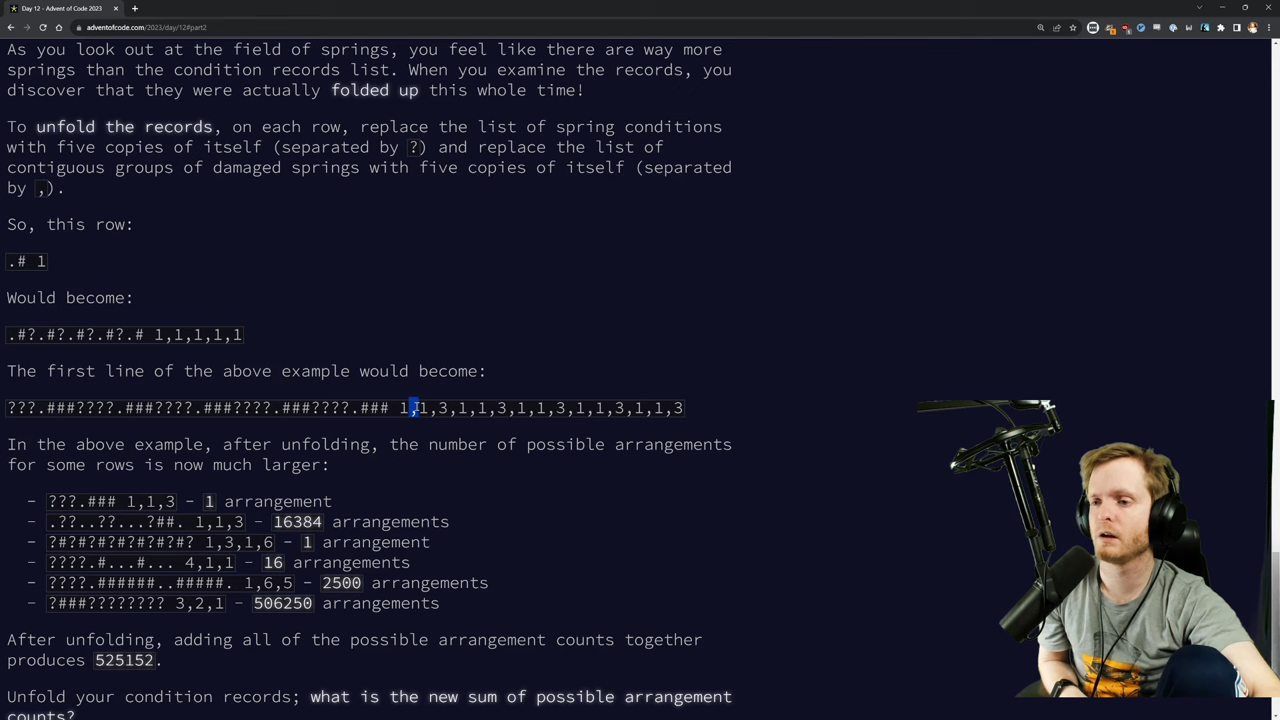 Day 12 - Advent of Code 2023
adventofcode.com/2023/day/12#part2
As you look out at the field of springs, you feel like there are way more
springs than the condition records list. When you examine the records, you
discover that they were actually folded up this whole time!
To unfold the records, on each row, replace the list of spring conditions
with five copies of itself (separated by ?) and replace the list of
contiguous groups of damaged springs with five copies of itself (separated
by ,).
So, this row:
.# 1
Would become:
.#?.#?.#?.#?.# 1,1,1,1,1
The first line of the above example would become:
???.###????.###????.###????.###????.### 1,1,3,1,1,3,1,1,3,1,1,3,1,1,3
In the above example, after unfolding, the number of possible arrangements
for some rows is now much larger:
- ???.### 1,1,3 - 1 arrangement
- .??..??...?##. 1,1,3 - 16384 arrangements
- ?#?#?#?#?#?#?#? 1,3,1,6 - 1 arrangement
- ????.#...#... 4,1,1 - 16 arrangements
- ????.######..#####. 1,6,5 - 2500 arrangements
- ?###???????? 3,2,1 - 506250 arrangements
After unfolding, adding all of the possible arrangement counts together
produces 525152.
Unfold your condition records; what is the new sum of possible arrangement
counts?